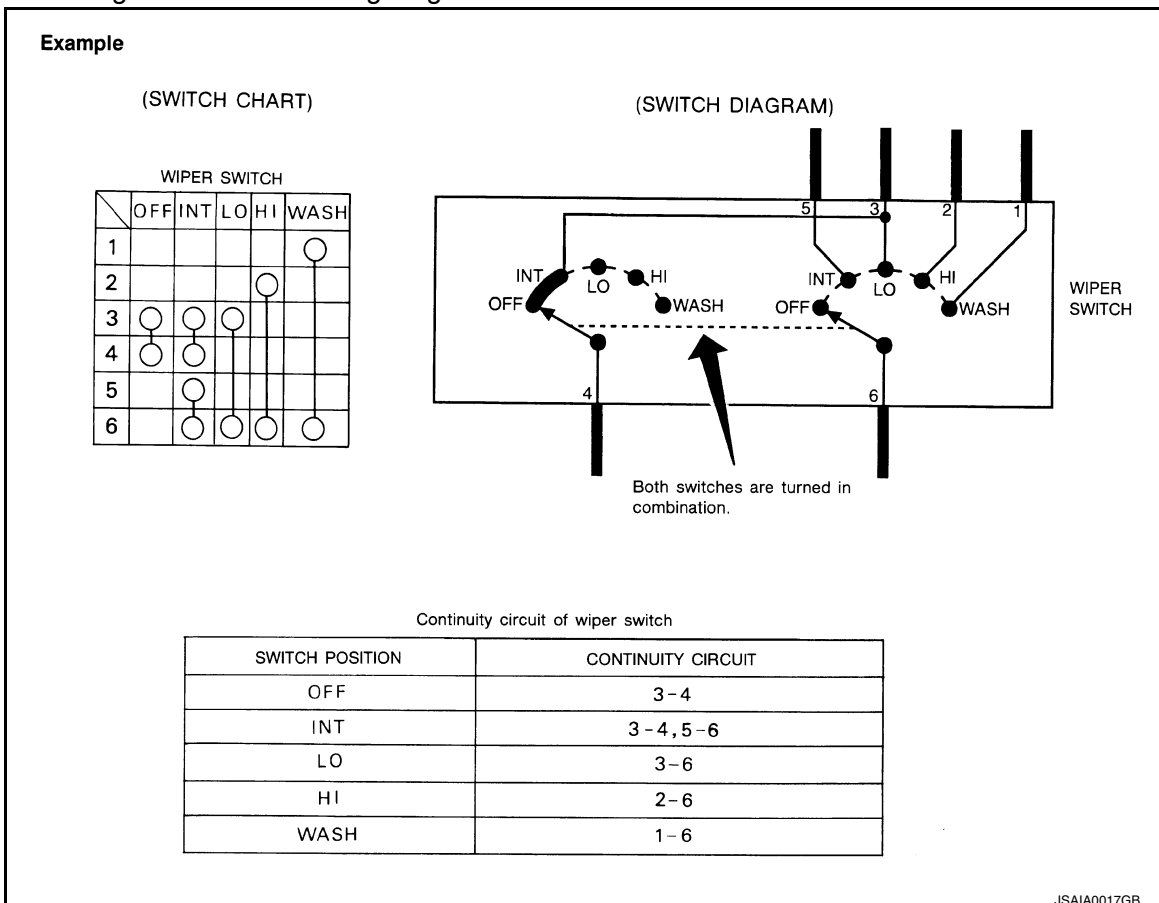 Example
(SWITCH CHART)
(SWITCH DIAGRAM)
WIPER SWITCH
OFF INT LO HI WASH
1
2
3
4
5
6
5 3 2 1
INT LO HI
OFF WASH
INT LO HI
OFF WASH
WIPER
SWITCH
4 6
Both switches are turned in
combination.
Continuity circuit of wiper switch
SWITCH POSITION CONTINUITY CIRCUIT
OFF 3-4
INT 3-4,5-6
LO 3-6
HI 2-6
WASH 1-6
JSAIA0017GB